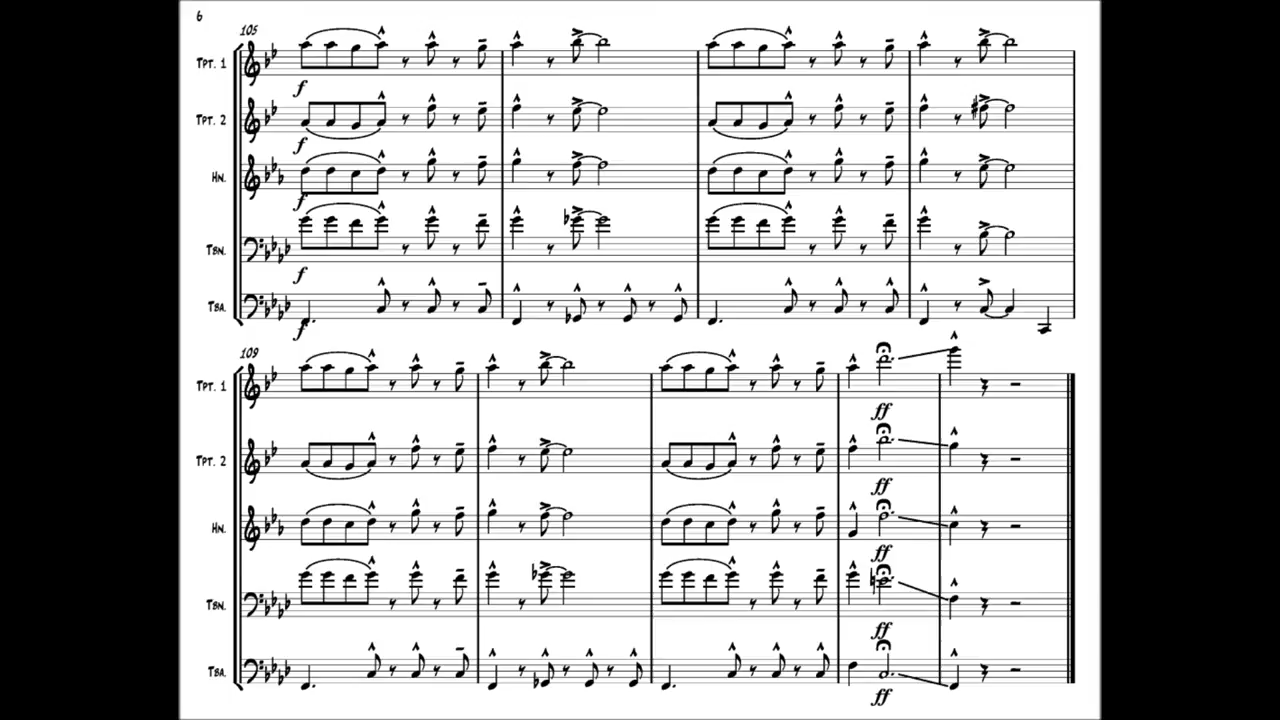 6
105
Tpt. 1
f
Tpt. 2
f
Hn.
f
Tbn.
f
Tba.
f
109
Tpt. 1
ff
Tpt. 2
ff
Hn.
ff
Tbn.
ff
Tba.
ff